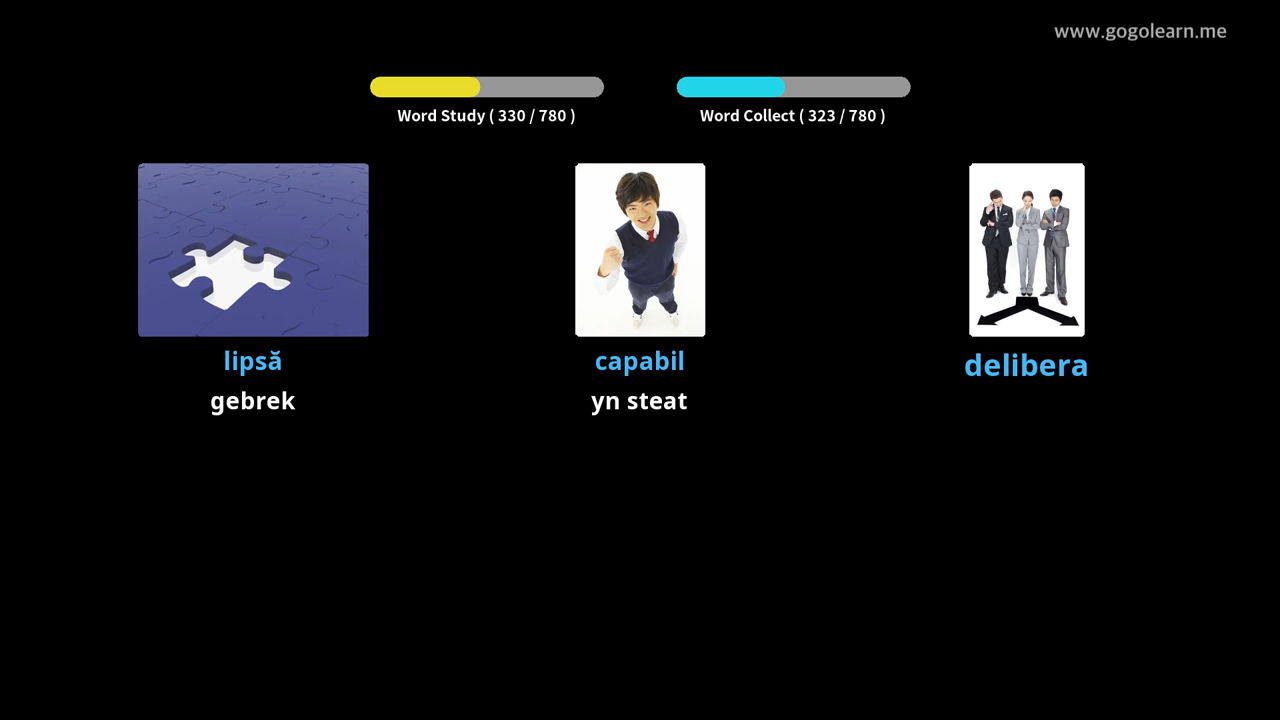 www.gogolearn.me
Word Study ( 330 / 780 )
Word Collect ( 323 / 780 )
lipsă
capabil
delibera
gebrek
yn steat